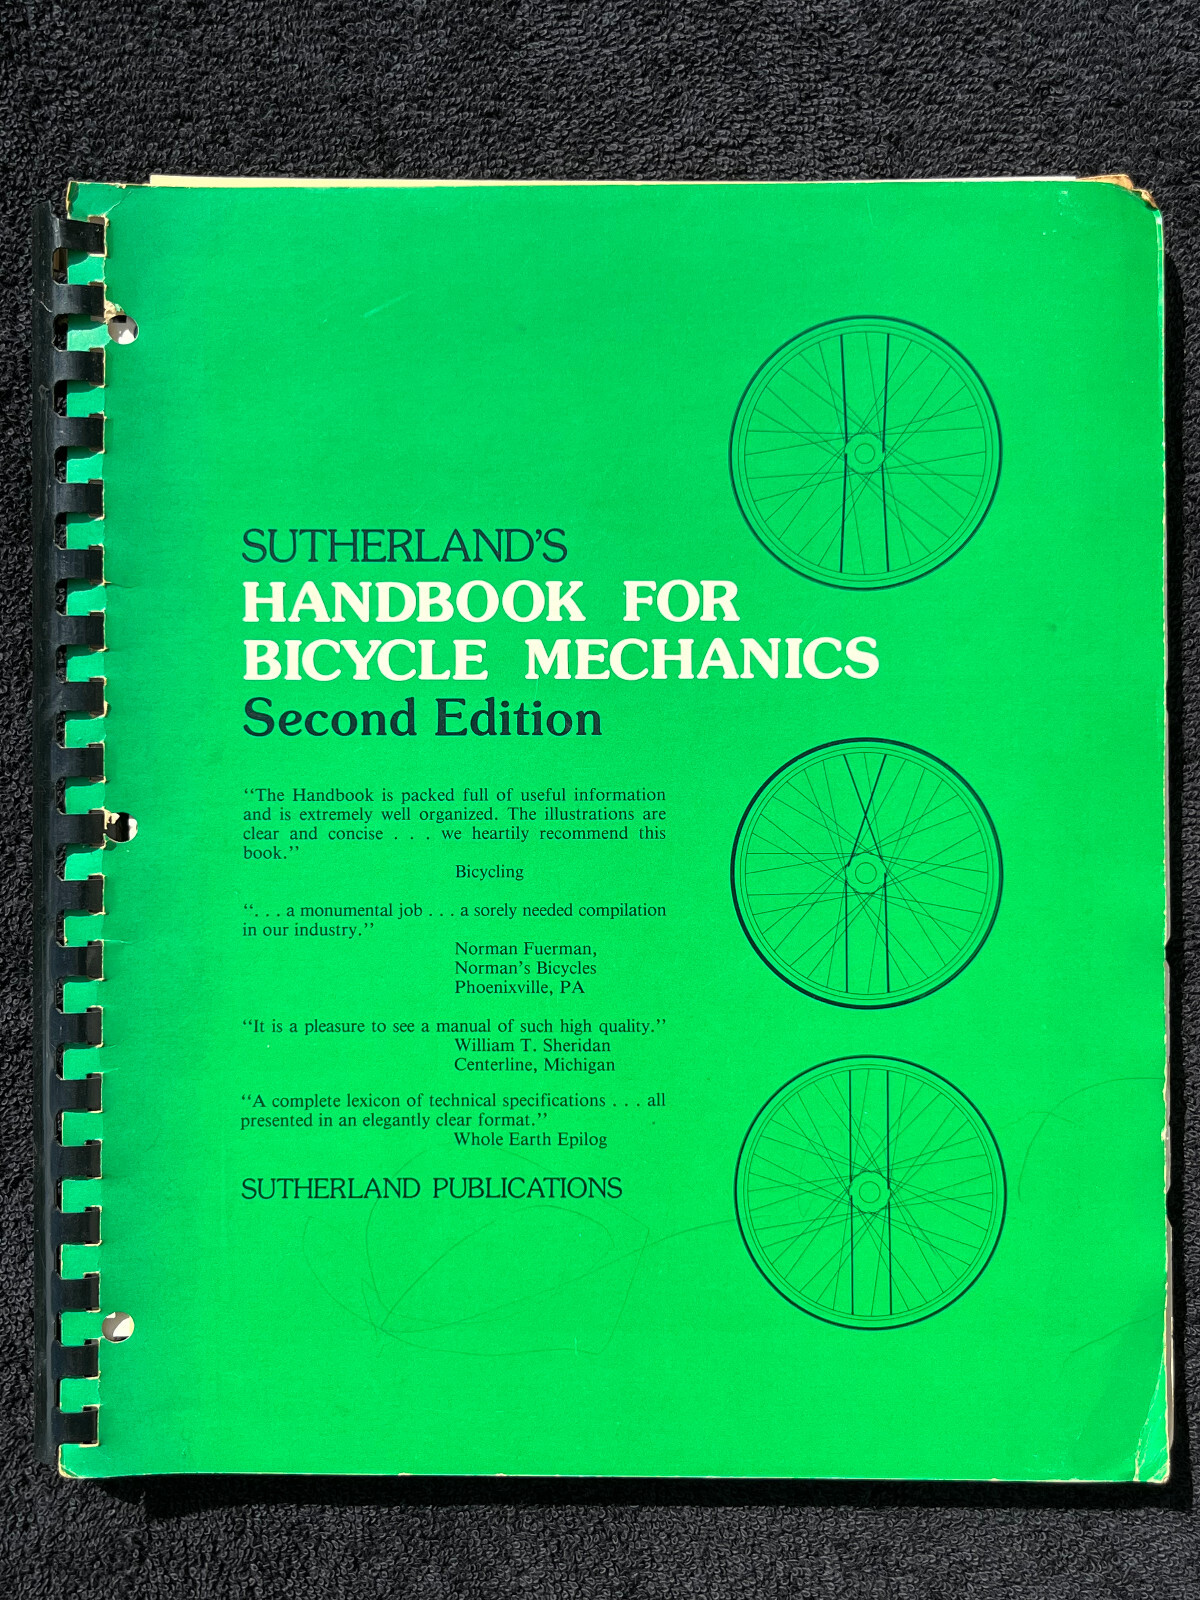 SUTHERLAND'S
HANDBOOK FOR
BICYCLE MECHANICS
Second Edition
“The Handbook is packed full of useful information
and is extremely well organized. The illustrations are
clear and concise . . . we heartily recommend this
book.”
Bicycling
“. . . a monumental job . . . a sorely needed compilation
in our industry.”
Norman Fuerman,
Norman's Bicycles
Phoenixville, PA
“It is a pleasure to see a manual of such high quality.”
William T. Sheridan
Centerline, Michigan
“A complete lexicon of technical specifications . . . all
presented in an elegantly clear format.”
Whole Earth Epilog
SUTHERLAND PUBLICATIONS